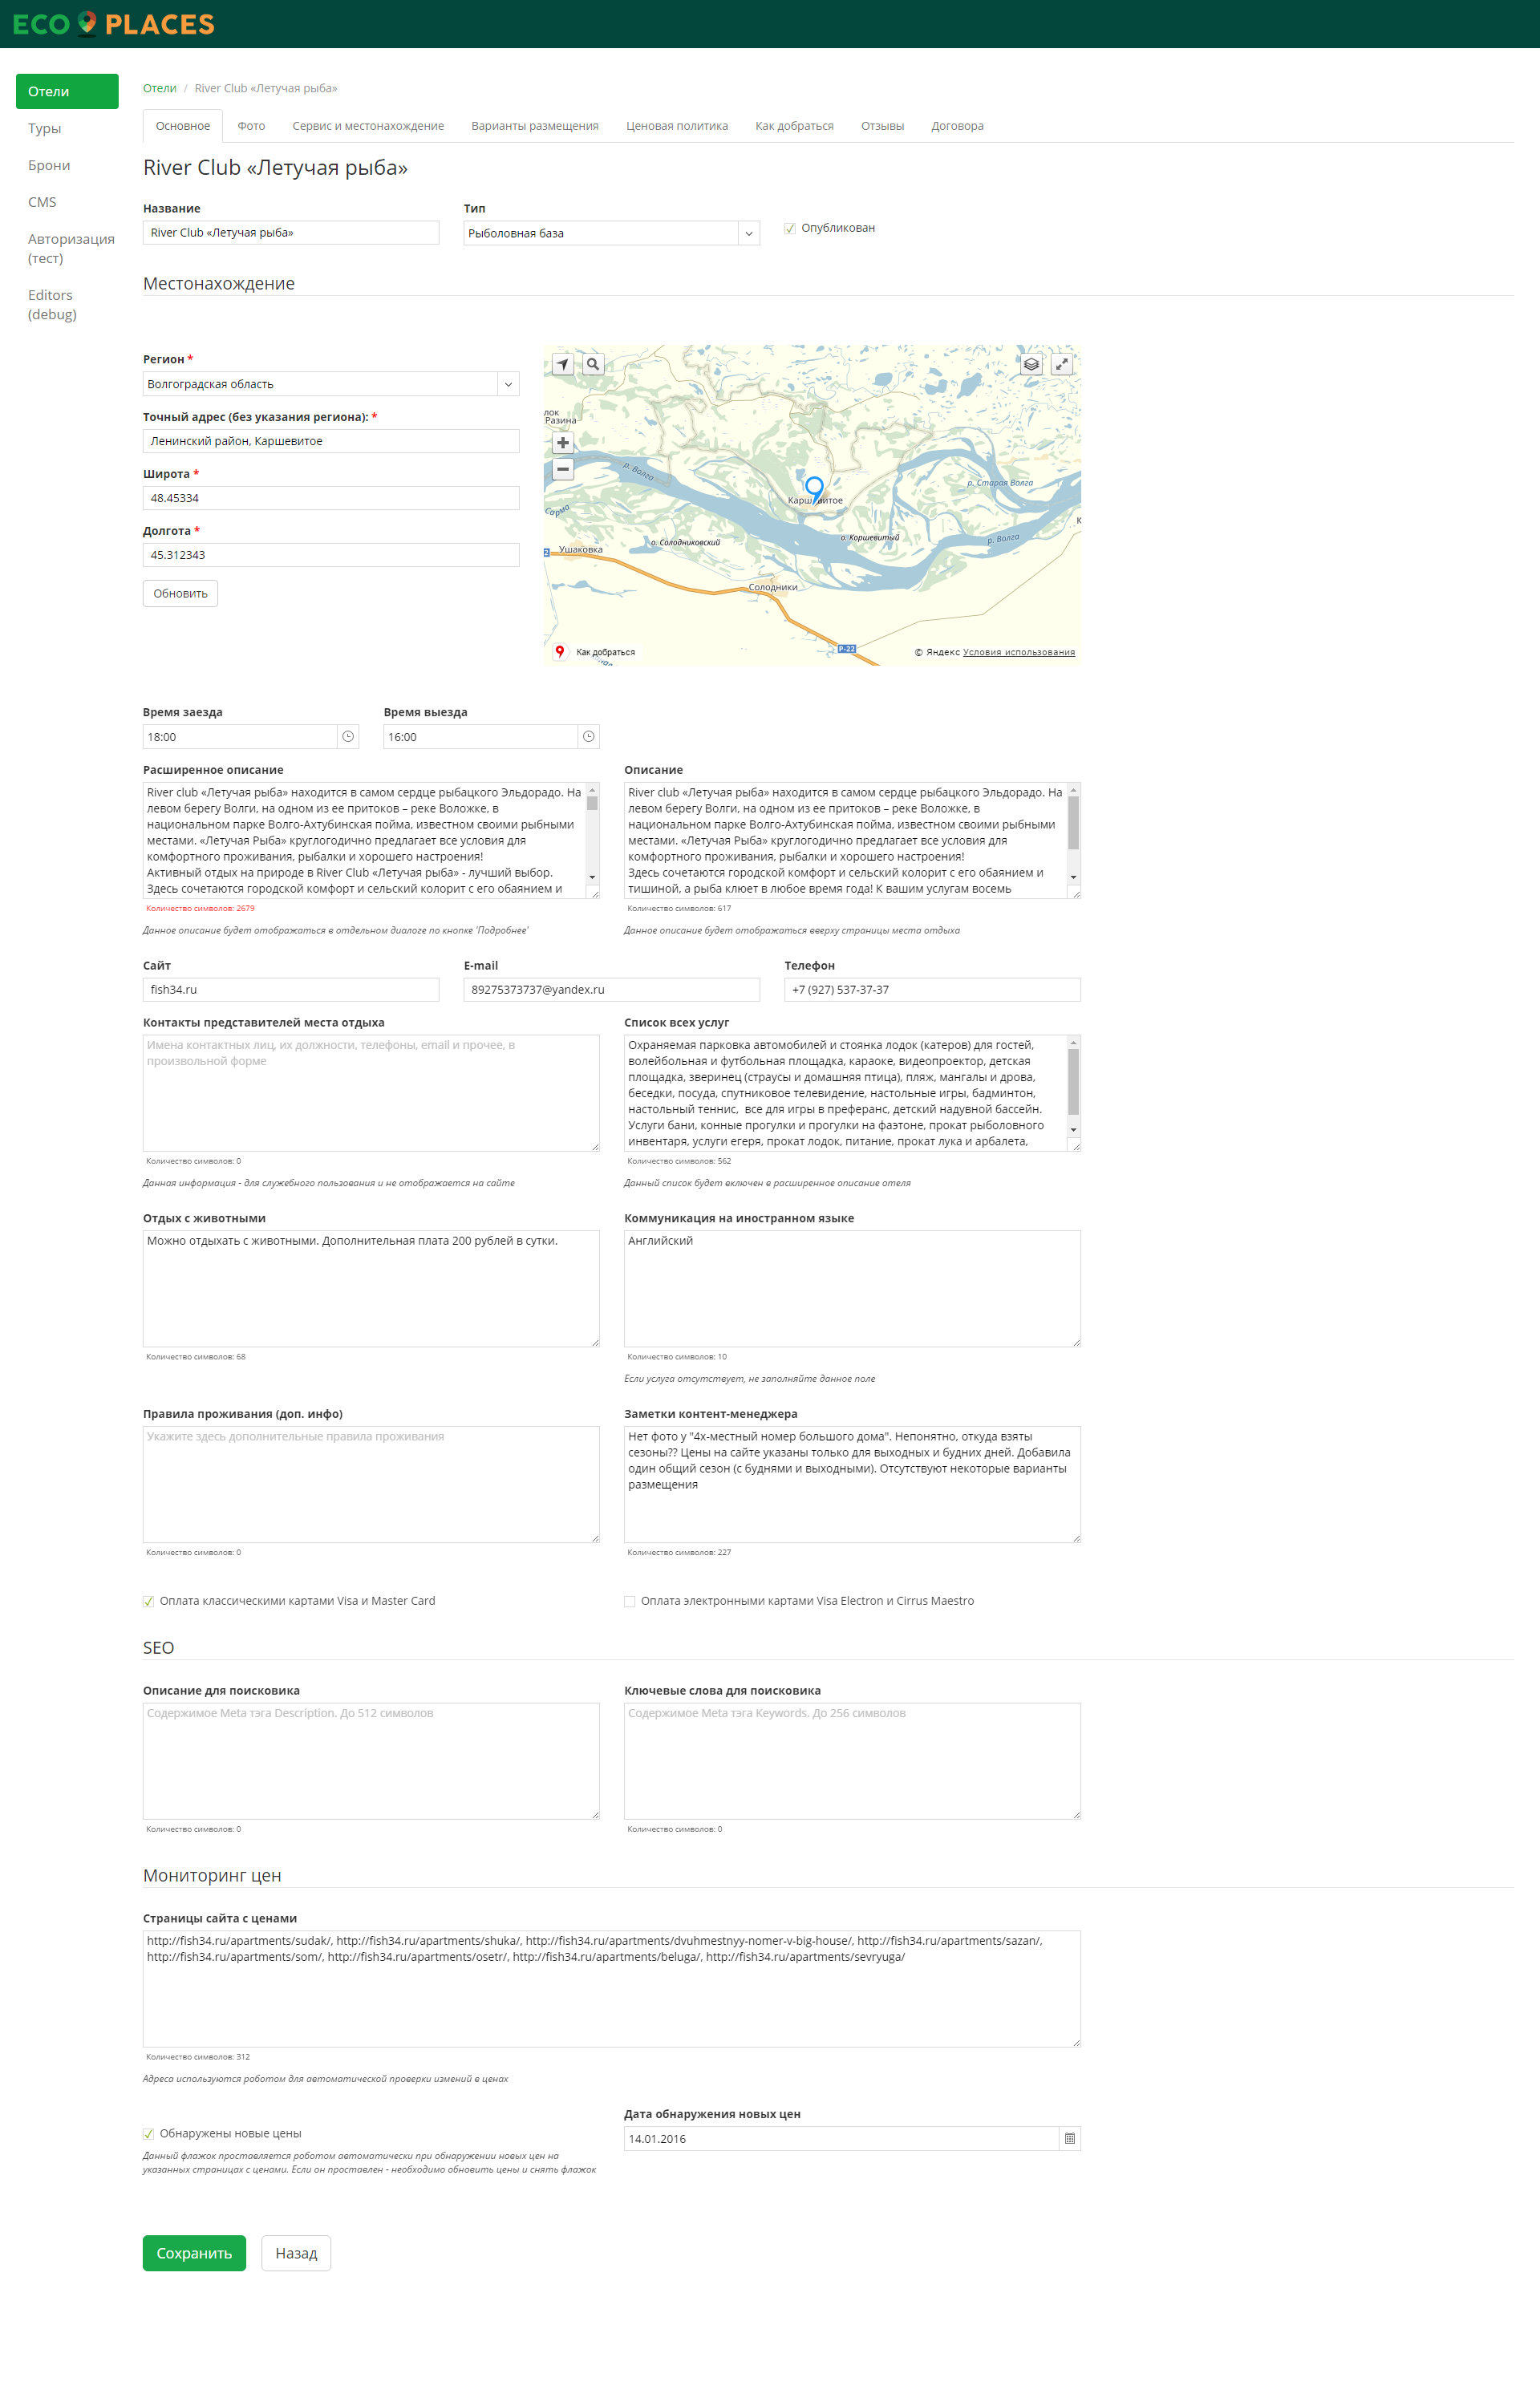 ECO PLACES
Отели
Туры
Брони
CMS
Авторизация
(тест)
Editors
(debug)
Отели / River Club «Летучая рыба»
Основное Фото Сервис и местонахождение Варианты размещения Ценовая политика Как добраться Отзывы Договора
River Club «Летучая рыба»
Название Тип
River Club «Летучая рыба» Рыболовная база Опубликован
Местонахождение
Регион *
Волгоградская область
Точный адрес (без указания региона): *
Ленинский район, Каршевитое
Широта *
48.45334
Долгота *
45.312343
Обновить
лок
Разина
р. Волга
р. Старая Волга
Каршевитое
Сарма
о. Солодниковский
о. Коршевитый
р. Волга
К
2
Ушаковка
Солодники
Р-22
Как добраться
© Яндекс Условия использования
Время заезда Время выезда
18:00 16:00
Расширенное описание
River club «Летучая рыба» находится в самом сердце рыбацкого Эльдорадо. На
левом берегу Волги, на одном из ее притоков – реке Воложке, в
национальном парке Волго-Ахтубинская пойма, известном своими рыбными
местами. «Летучая Рыба» круглогодично предлагает все условия для
комфортного проживания, рыбалки и хорошего настроения!
Активный отдых на природе в River Club «Летучая рыба» - лучший выбор.
Здесь сочетаются городской комфорт и сельский колорит с его обаянием и
Количество символов: 2679
Данное описание будет отображаться в отдельном диалоге по кнопке 'Подробнее'
Описание
River club «Летучая рыба» находится в самом сердце рыбацкого Эльдорадо. На
левом берегу Волги, на одном из ее притоков – реке Воложке, в
национальном парке Волго-Ахтубинская пойма, известном своими рыбными
местами. «Летучая Рыба» круглогодично предлагает все условия для
комфортного проживания, рыбалки и хорошего настроения!
Здесь сочетаются городской комфорт и сельский колорит с его обаянием и
тишиной, а рыба клюет в любое время года! К вашим услугам восемь
Количество символов: 617
Данное описание будет отображаться вверху страницы места отдыха
Сайт E-mail Телефон
fish34.ru 89275373737@yandex.ru +7 (927) 537-37-37
Контакты представителей места отдыха
Имена контактных лиц, их должности, телефоны, email и прочее, в
произвольной форме
Количество символов: 0
Данная информация - для служебного пользования и не отображается на сайте
Список всех услуг
Охраняемая парковка автомобилей и стоянка лодок (катеров) для гостей,
волейбольная и футбольная площадка, караоке, видеопроектор, детская
площадка, зверинец (страусы и домашняя птица), пляж, мангалы и дрова,
беседки, посуда, спутниковое телевидение, настольные игры, бадминтон,
настольный теннис,  все для игры в преферанс, детский надувной бассейн.
Услуги бани, конные прогулки и прогулки на фаэтоне, прокат рыболовного
инвентаря, услуги егеря, прокат лодок, питание, прокат лука и арбалета,
Количество символов: 562
Данный список будет включен в расширенное описание отеля
Отдых с животными
Можно отдыхать с животными. Дополнительная плата 200 рублей в сутки.
Количество символов: 68
Коммуникация на иностранном языке
Английский
Количество символов: 10
Если услуга отсутствует, не заполняйте данное поле
Правила проживания (доп. инфо)
Укажите здесь дополнительные правила проживания
Количество символов: 0
Заметки контент-менеджера
Нет фото у "4х-местный номер большого дома". Непонятно, откуда взяты
сезоны?? Цены на сайте указаны только для выходных и будних дней. Добавила
один общий сезон (с буднями и выходными). Отсутствуют некоторые варианты
размещения
Количество символов: 227
Оплата классическими картами Visa и Master Card Оплата электронными картами Visa Electron и Cirrus Maestro
SEO
Описание для поисковика
Содержимое Meta тэга Description. До 512 символов
Количество символов: 0
Ключевые слова для поисковика
Содержимое Meta тэга Keywords. До 256 символов
Количество символов: 0
Мониторинг цен
Страницы сайта с ценами
http://fish34.ru/apartments/sudak/, http://fish34.ru/apartments/shuka/, http://fish34.ru/apartments/dvuhmestnyy-nomer-v-big-house/, http://fish34.ru/apartments/sazan/,
http://fish34.ru/apartments/som/, http://fish34.ru/apartments/osetr/, http://fish34.ru/apartments/beluga/, http://fish34.ru/apartments/sevryuga/
Количество символов: 312
Адреса используются роботом для автоматической проверки измений в ценах
Обнаружены новые цены
Данный флажок проставляется роботом автоматически при обнаружении новых цен на
указанных страницах с ценами. Если он проставлен - необходимо обновить цены и снять флажок
Дата обнаружения новых цен
14.01.2016
Сохранить Назад